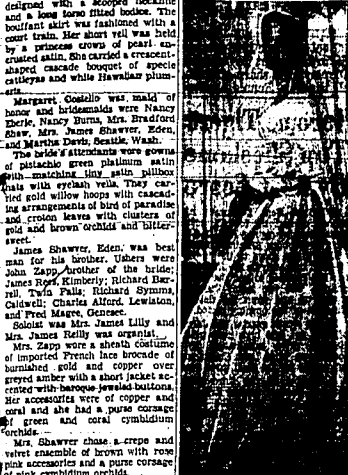 designed with a scooped neckline
and a long torso fitted bodice. The
bouffant skirt was fashioned with a
court train. Her short veil was held
by a princess crown of pearl en-
crusted satin. She carried a crescent-
shaped cascade bouquet of specie
cattleyas and white Hawaiian plum-
eria.
Margaret Costello was maid of
honor and bridesmaids were Nancy
Eberle, Nancy Burns, Mrs. Bradford
Shaw, Mrs. James Shawver, Eden,
and Martha Davis, Seattle, Wash.
The bride's attendants wore gowns
of pistachio green platinum satin
with matching tiny satin pillbox
hats with eyelash veils. They car-
ried gold willow hoops with cascad-
ing arrangements of bird of paradise
and croton leaves with clusters of
gold and brown orchids and bitter-
sweet.
James Shawver, Eden, was best
man for his brother. Ushers were
John Zapp, brother of the bride;
James Ross, Kimberly; Richard Bar-
rell, Twin Falls; Richard Symms,
Caldwell; Charles Alford, Lewiston,
and Fred Magee, Genesee.
Soloist was Mrs. James Lilly and
Mrs. James Reilly was organist.
Mrs. Zapp wore a sheath costume
of imported French lace brocade of
burnished gold and copper over
greyed amber with a short jacket ac-
cented with baroque jeweled buttons.
Her accessories were of copper and
coral and she had a purse corsage
of green and coral cymbidium
orchids.
Mrs. Shawver chose a crepe and
velvet ensemble of brown with rose
pink accessories and a purse corsage
of pink cymbidium orchids.